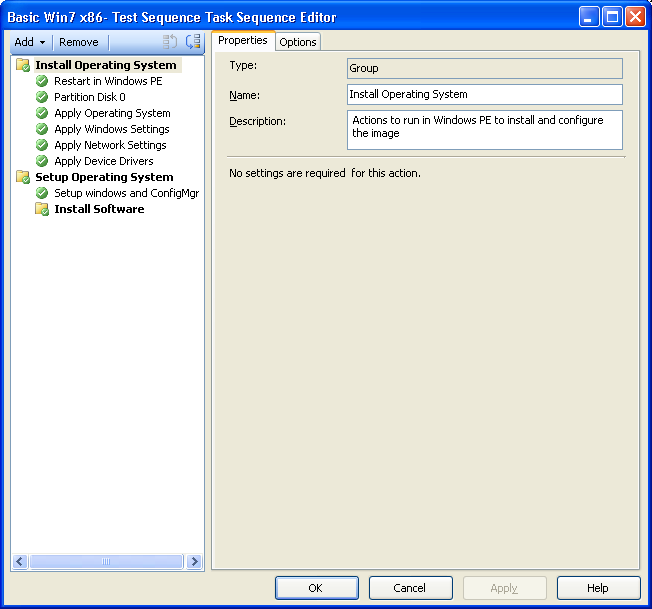 Basic Win7 x86- Test Sequence Task Sequence Editor
Add Remove
Install Operating System
Restart in Windows PE
Partition Disk 0
Apply Operating System
Apply Windows Settings
Apply Network Settings
Apply Device Drivers
Setup Operating System
Setup windows and ConfigMgr
Install Software
Properties Options
Type: Group
Name: Install Operating System
Description: Actions to run in Windows PE to install and configure
the image
No settings are required for this action.
OK Cancel Apply Help